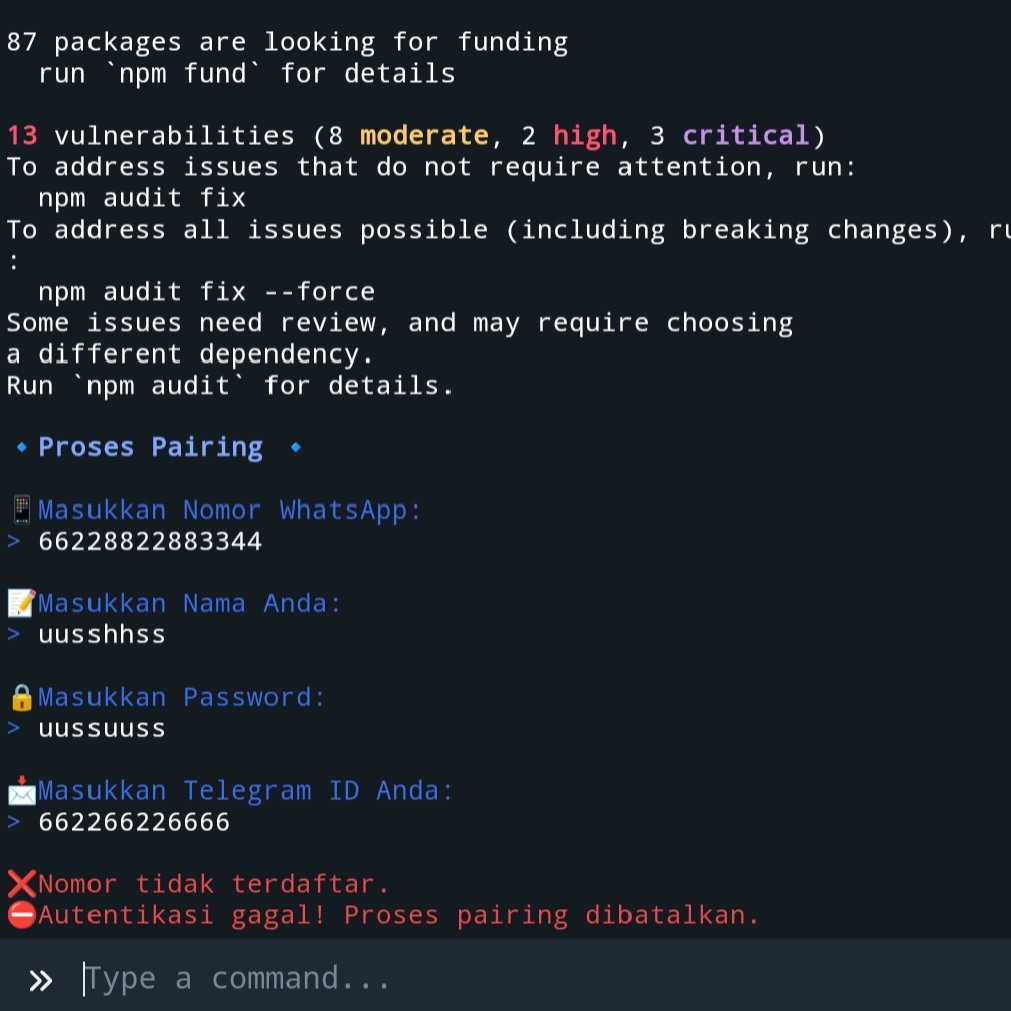 87 packages are looking for funding
run `npm fund` for details
13 vulnerabilities (8 moderate, 2 high, 3 critical)
To address issues that do not require attention, run:
npm audit fix
To address all issues possible (including breaking changes), ru
:
npm audit fix --force
Some issues need review, and may require choosing
a different dependency.
Run `npm audit` for details.
🔹Proses Pairing 🔹
📱Masukkan Nomor WhatsApp:
> 66228822883344
📝Masukkan Nama Anda:
> uusshhss
🔒Masukkan Password:
> uussuuss
📩Masukkan Telegram ID Anda:
> 662266226666
❌Nomor tidak terdaftar.
⛔Autentikasi gagal! Proses pairing dibatalkan.
» Type a command...